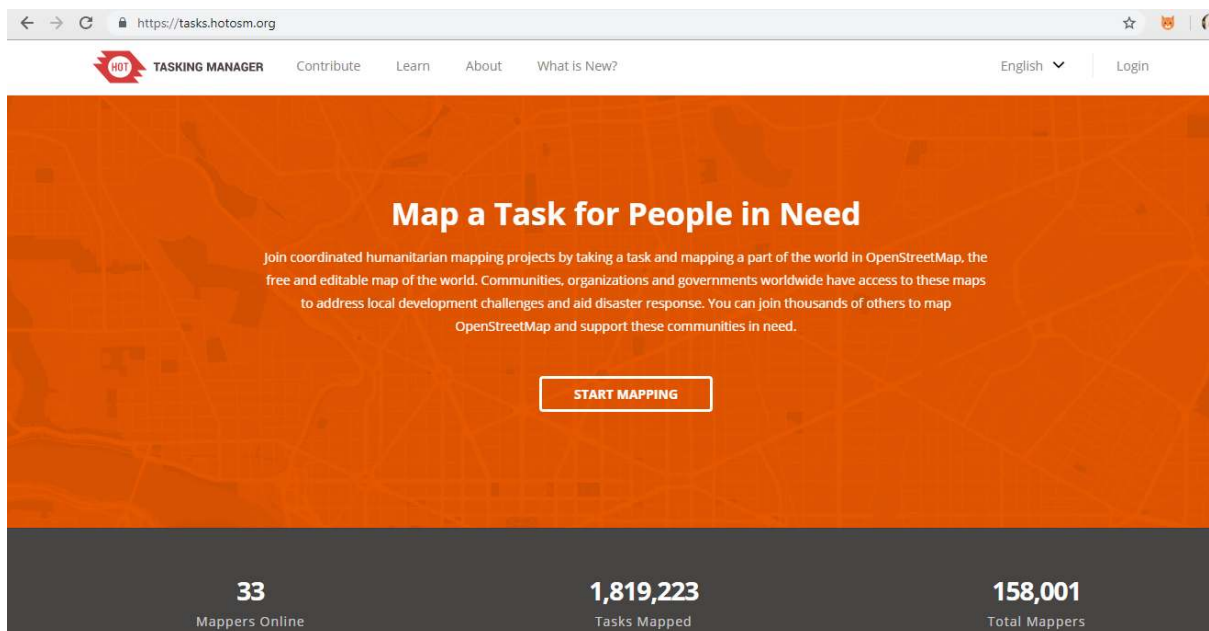 https://tasks.hotosm.org
HOT TASKING MANAGER Contribute Learn About What is New? English Login
Map a Task for People in Need
Join coordinated humanitarian mapping projects by taking a task and mapping a part of the world in OpenStreetMap, the
free and editable map of the world. Communities, organizations and governments worldwide have access to these maps
to address local development challenges and aid disaster response. You can join thousands of others to map
OpenStreetMap and support these communities in need.
START MAPPING
33 1,819,223 158,001
Mappers Online Tasks Mapped Total Mappers